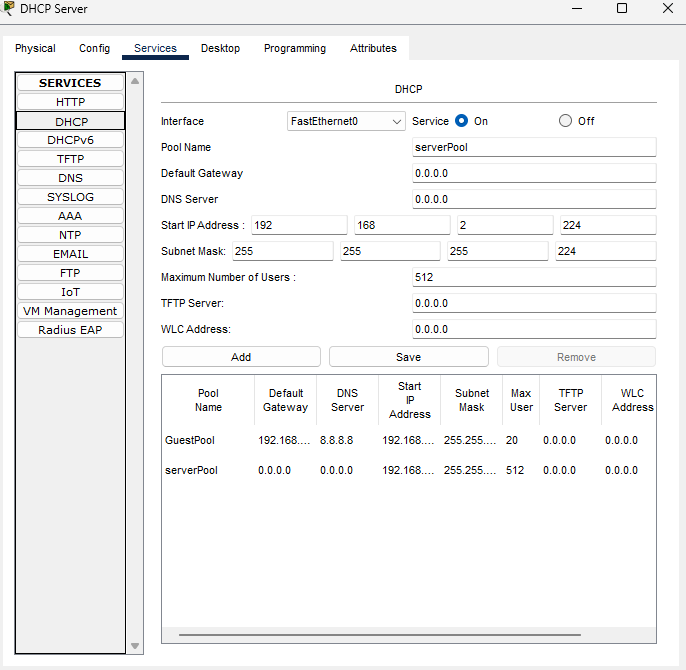 DHCP Server
Physical Config Services Desktop Programming Attributes
SERVICES
HTTP
DHCP
DHCPv6
TFTP
DNS
SYSLOG
AAA
NTP
EMAIL
FTP
IoT
VM Management
Radius EAP
DHCP
Interface FastEthernet0 Service On Off
Pool Name serverPool
Default Gateway 0.0.0.0
DNS Server 0.0.0.0
Start IP Address : 192 168 2 224
Subnet Mask: 255 255 255 224
Maximum Number of Users : 512
TFTP Server: 0.0.0.0
WLC Address: 0.0.0.0
Add Save Remove
Pool Name Default Gateway DNS Server Start IP Address Subnet Mask Max User TFTP Server WLC Address
GuestPool 192.168.... 8.8.8.8 192.168.... 255.255.... 20 0.0.0.0 0.0.0.0
serverPool 0.0.0.0 0.0.0.0 192.168.... 255.255.... 512 0.0.0.0 0.0.0.0